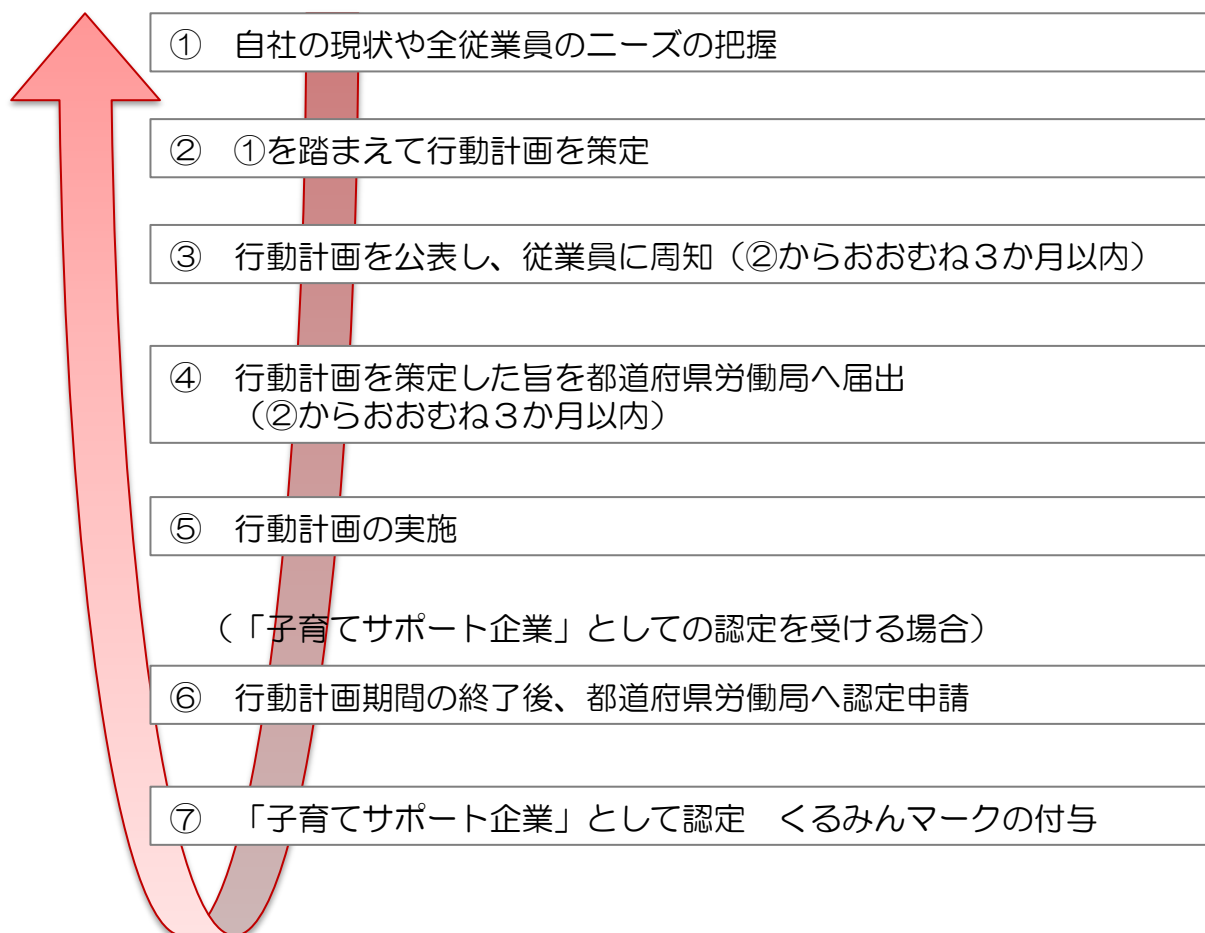 ①　自社の現状や全従業員のニーズの把握
②　①を踏まえて行動計画を策定
③　行動計画を公表し、従業員に周知（②からおおむね３か月以内）
④　行動計画を策定した旨を都道府県労働局へ届出
（②からおおむね３か月以内）
⑤　行動計画の実施
（「子育てサポート企業」としての認定を受ける場合）
⑥　行動計画期間の終了後、都道府県労働局へ認定申請
⑦　「子育てサポート企業」として認定　くるみんマークの付与